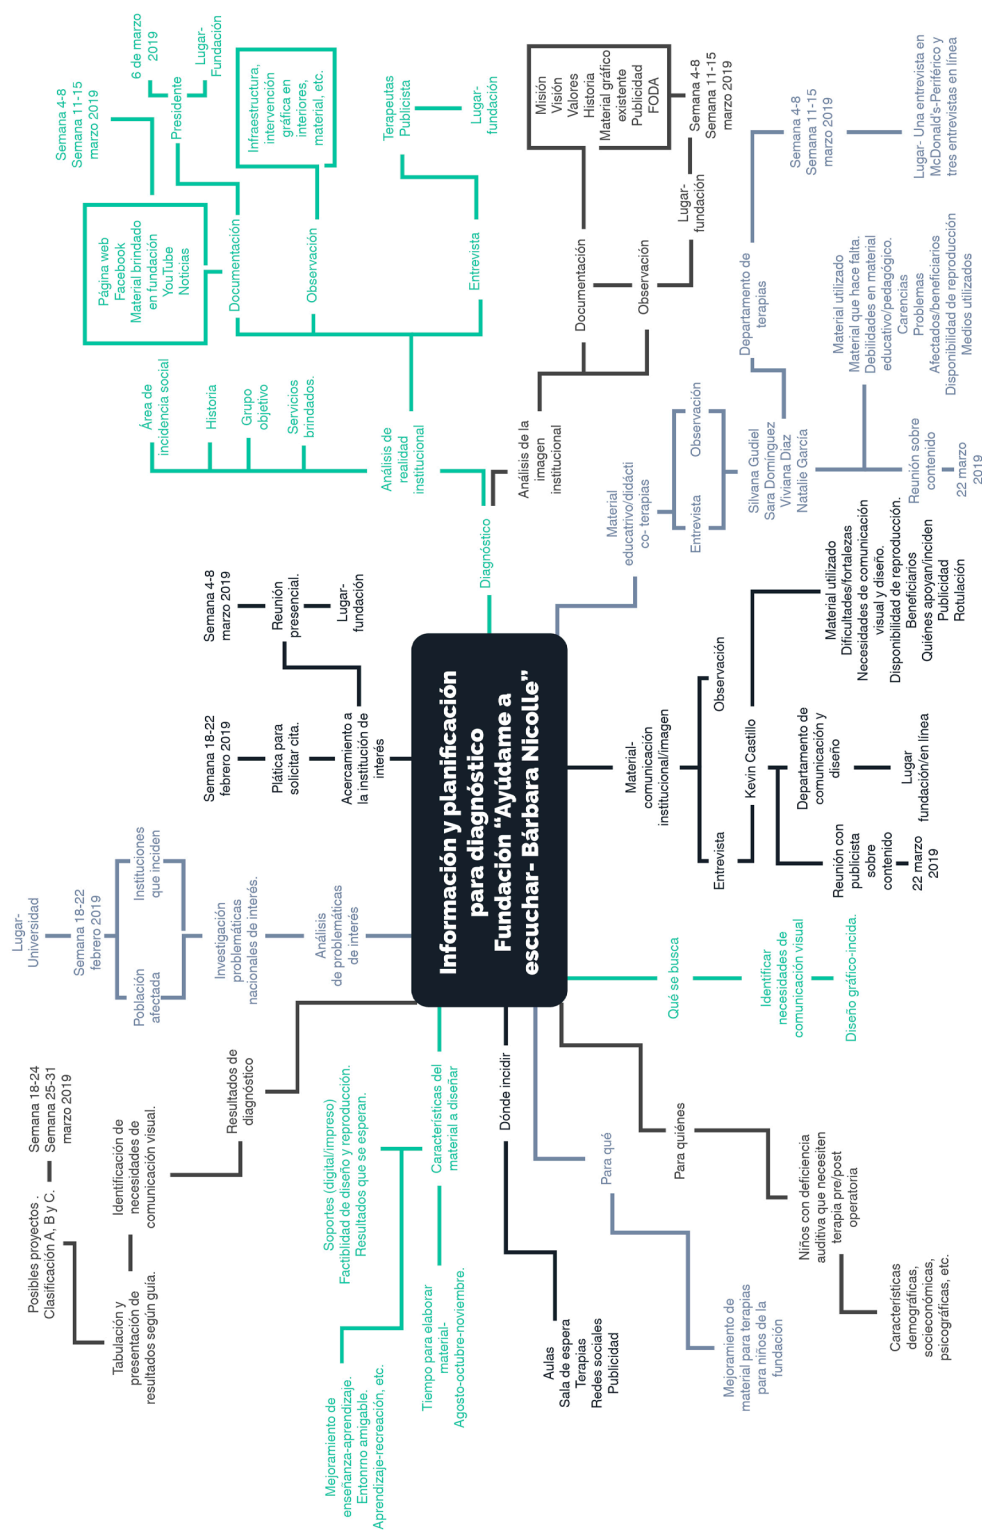 Información y planificación
para diagnóstico
Fundación “Ayúdame a
escuchar- Bárbara Nicolle”
Lugar-
Universidad
Semana 18-22
febrero 2019
Población
afectada
Instituciones
que inciden
Investigación
problemáticas
nacionales de interés.
Análisis
de problemáticas
de interés
Semana 18-22
febrero 2019
Plática para
solicitar cita.
Acercamiento a
la institución de
interés
Semana 4-8
marzo 2019
Reunión
presencial.
Lugar-
fundación
Diagnóstico
Análisis de
realidad
institucional
Área de
incidencia social
Historia
Grupo
objetivo
Servicios
brindados.
Página web
Facebook
Material brindado
en fundación
YouTube
Noticias
Semana 4-8
Semana 11-15
marzo 2019
Documentación
Presidente
6 de marzo
2019
Lugar-
Fundación
Observación
Infraestructura,
intervención
gráfica en
interiores,
material, etc.
Entrevista
Terapeutas
Publicista
Lugar-
fundación
Análisis de la
imagen
institucional
Documentación
Misión
Visión
Valores
Historia
Material gráfico
existente
Publicidad
FODA
Observación
Lugar-
fundación
Semana 4-8
Semana 11-15
marzo 2019
Material
educatrivo/didácti
co- terapias
Entrevista
Observación
Silvana Gudiel
Sara Domínguez
Viviana Diaz
Natalie García
Departamento de
terapias
Semana 4-8
Semana 11-15
marzo 2019
Lugar- Una entrevista en
McDonald's-Periférico y
tres entrevistas en línea
Material utilizado
Material que hace falta.
Debilidades en material
educativo/pedagógico.
Carencias
Problemas
Afectados/beneficiarios
Disponibilidad de reproducción
Medios utilizados
Reunión sobre
contenido
22 marzo
2019
Material-
comunicación
institucional/imagen
Entrevista
Observación
Kevin Castillo
Material utilizado
Dificultades/fortalezas
Necesidades de comunicación
visual y diseño.
Disponibilidad de reproducción.
Beneficiarios
Quiénes apoyan/inciden
Publicidad
Rotulación
Departamento de
comunicación y
diseño
Lugar
fundación/en línea
Reunión con
publicista
sobre
contenido
22 marzo
2019
Qué se busca
Identificar
necesidades de
comunicación visual
Diseño gráfico-incida.
Para quiénes
Niños con deficiencia
auditiva que necesiten
terapia pre/post
operatoria
Características
demográficas,
socieconómicas,
psicográficas, etc.
Para qué
Mejoramiento de
material para terapias
para niños de la
fundación
Dónde incidir
Aulas
Sala de espera
Terapias
Redes sociales
Publicidad
Características del
material a diseñar
Soportes (digital/impreso)
Factiblidad de diseño y reproducción.
Resultados que se esperan.
Tiempo para elaborar
material-
Agosto-octubre-noviembre.
Mejoramiento de
enseñanza-aprendizaje.
Entonrno amigable.
Aprendizaje-recreación, etc.
Resultados de
diagnóstico
Identificación de
necesidades de
comunicación visual.
Tabulación y
presentación de
resultados según guía.
Posibles proyectos .
Clasificación A, B y C.
Semana 18-24
Semana 25-31
marzo 2019